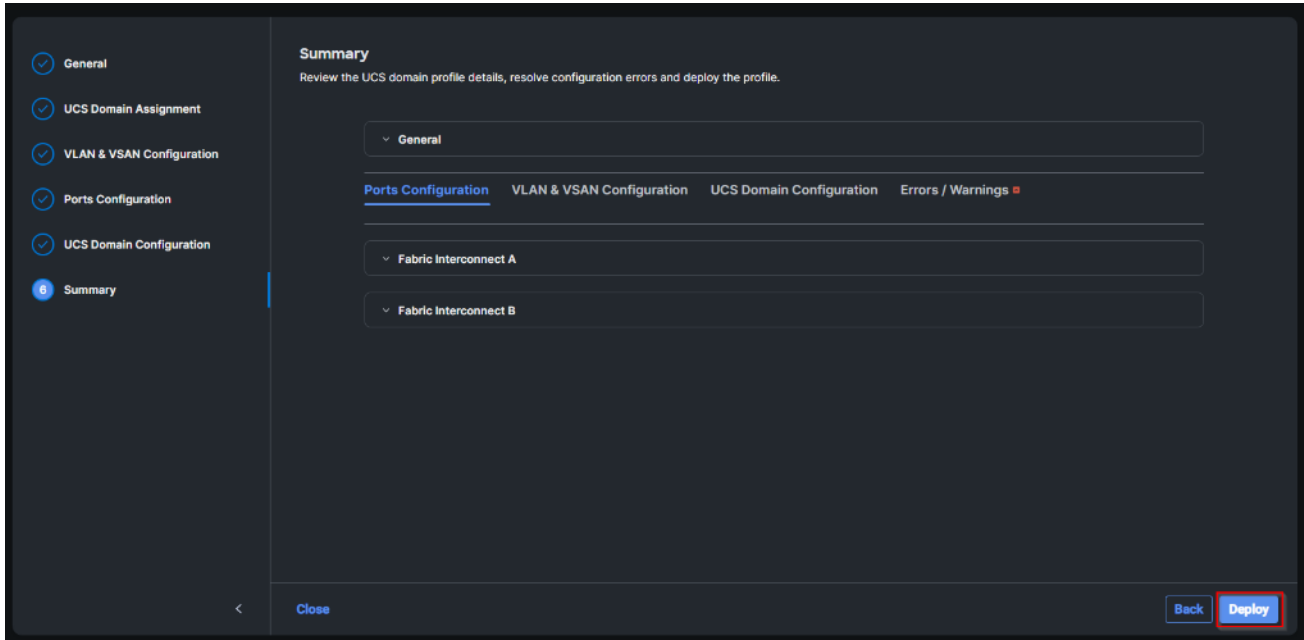 General
UCS Domain Assignment
VLAN & VSAN Configuration
Ports Configuration
UCS Domain Configuration
6 Summary
Summary
Review the UCS domain profile details, resolve configuration errors and deploy the profile.
General
Ports Configuration VLAN & VSAN Configuration UCS Domain Configuration Errors / Warnings
Fabric Interconnect A
Fabric Interconnect B
Close Back Deploy